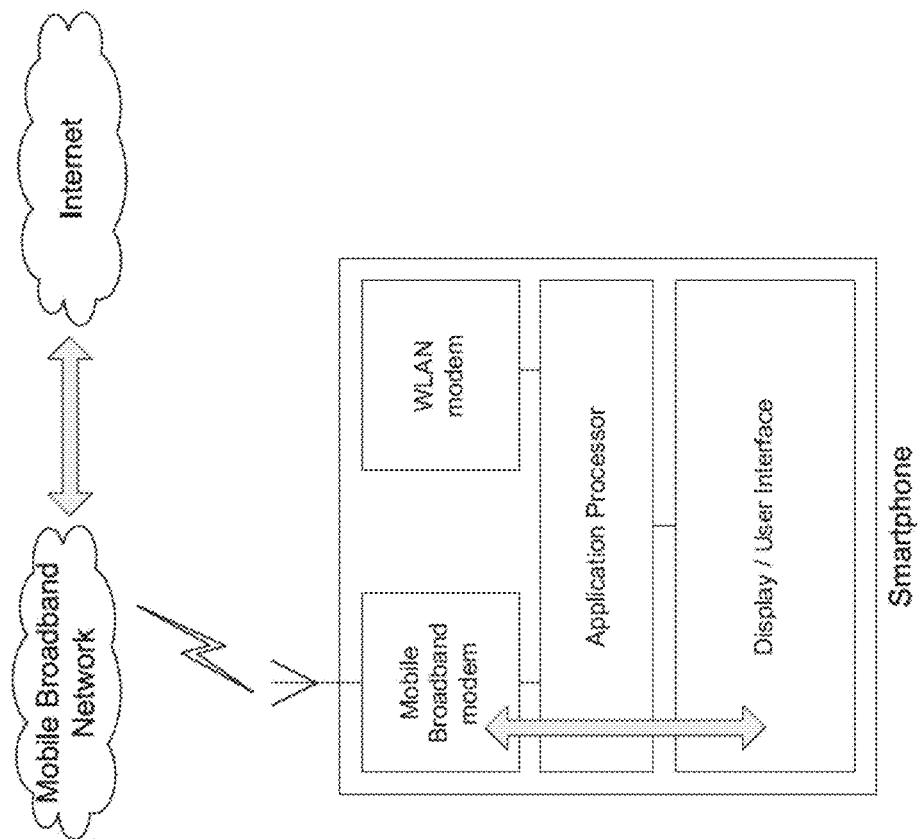 Mobile Broadband
Network
Internet
Mobile
Broadband
modem
WLAN
modem
Application Processor
Display / User Interface
Smartphone